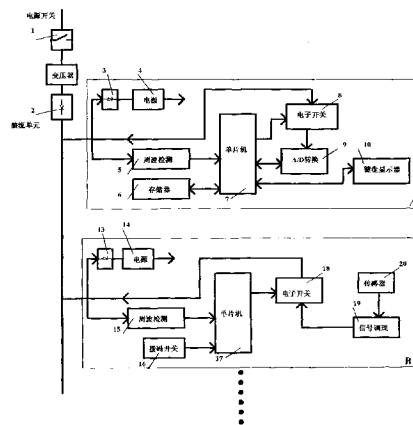 电源开关
1
变压器
2
整流单元
3
4
电源
8
电子开关
单片机
5
周波检测
9
A/D转换
10
键盘显示器
6
存储器
7
A
13
14
电源
18
电子开关
20
传感器
单片机
15
周波检测
19
信号调理
16
拨码开关
17
B